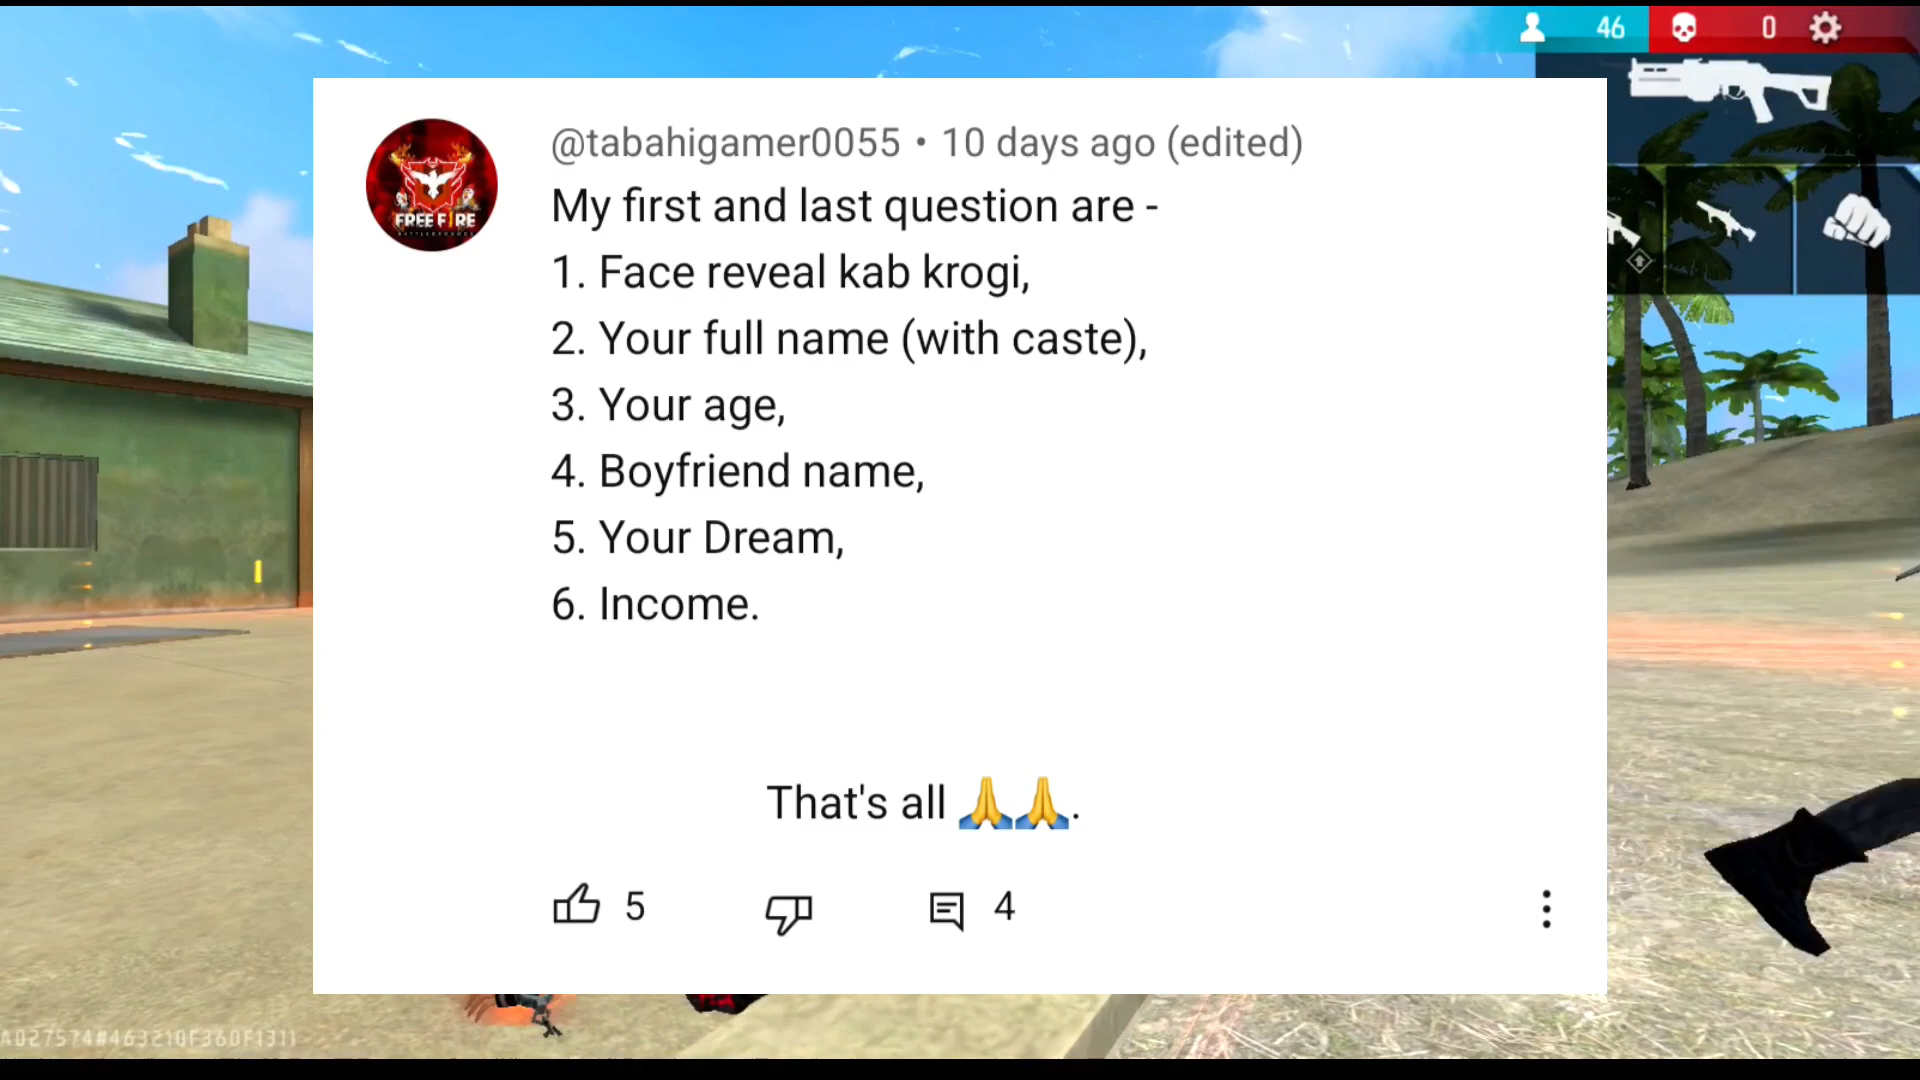 46
0
@tabahigamer0055 • 10 days ago (edited)
My first and last question are -
1. Face reveal kab krogi,
2. Your full name (with caste),
3. Your age,
4. Boyfriend name,
5. Your Dream,
6. Income.
That's all 🙏🙏.
5
4
FREE FIRE